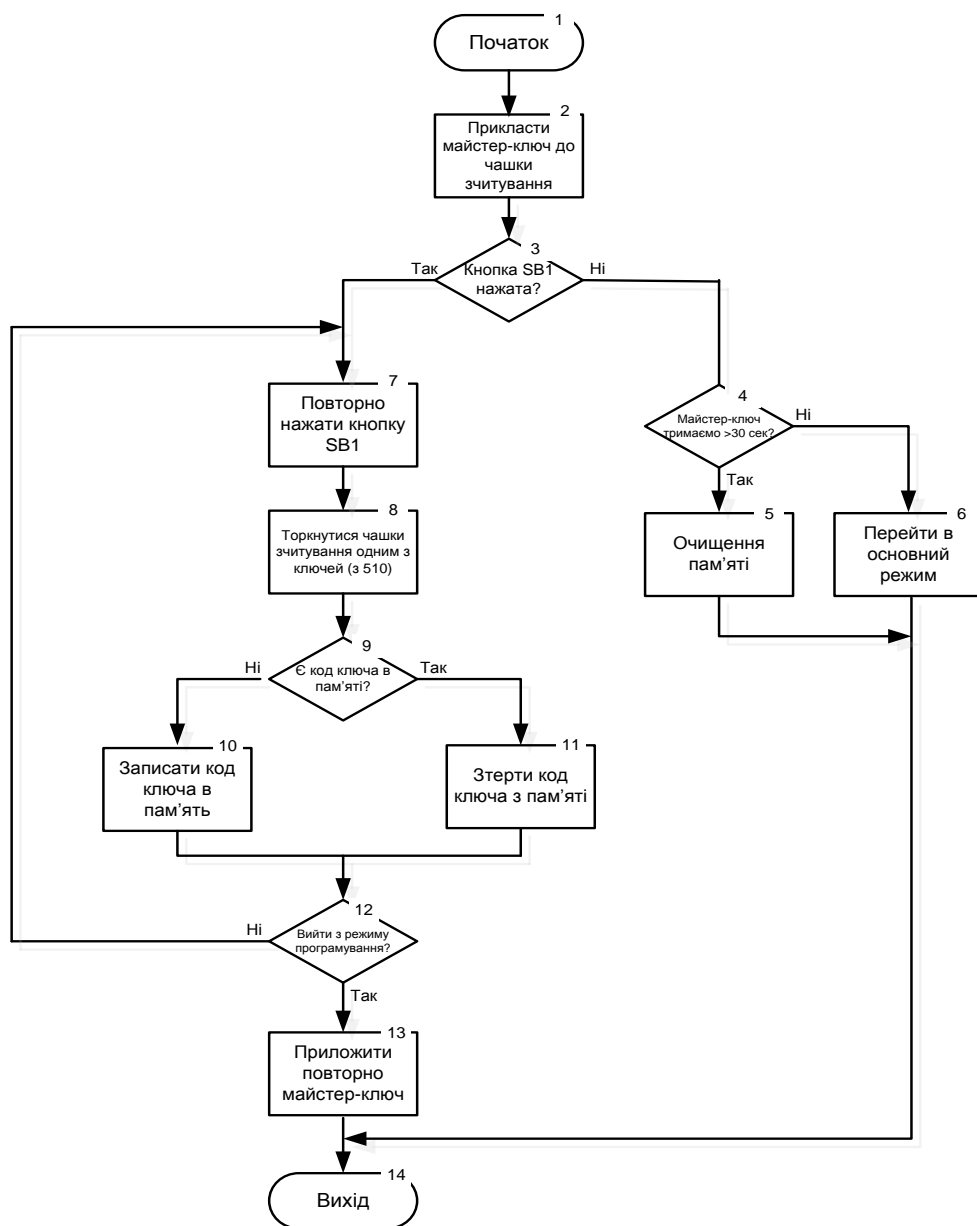 1
Початок
2
Прикласти
майстер-ключ до
чашки
зчитування
3
Так
Кнопка SB1
нажата?
Ні
7
Повторно
нажати кнопку
SB1
4
Майстер-ключ
тримаємо >30 сек?
Ні
Так
8
Торкнутися чашки
зчитування одним з
ключей (з 510)
5
Очищення
пам’яті
6
Перейти в
основний
режим
9
Ні
Є код ключа в
пам’яті?
Так
10
Записати код
ключа в
пам’ять
11
Зтерти код
ключа з пам’яті
12
Ні
Вийти з режиму
програмування?
Так
13
Приложити
повторно
майстер-ключ
14
Вихід